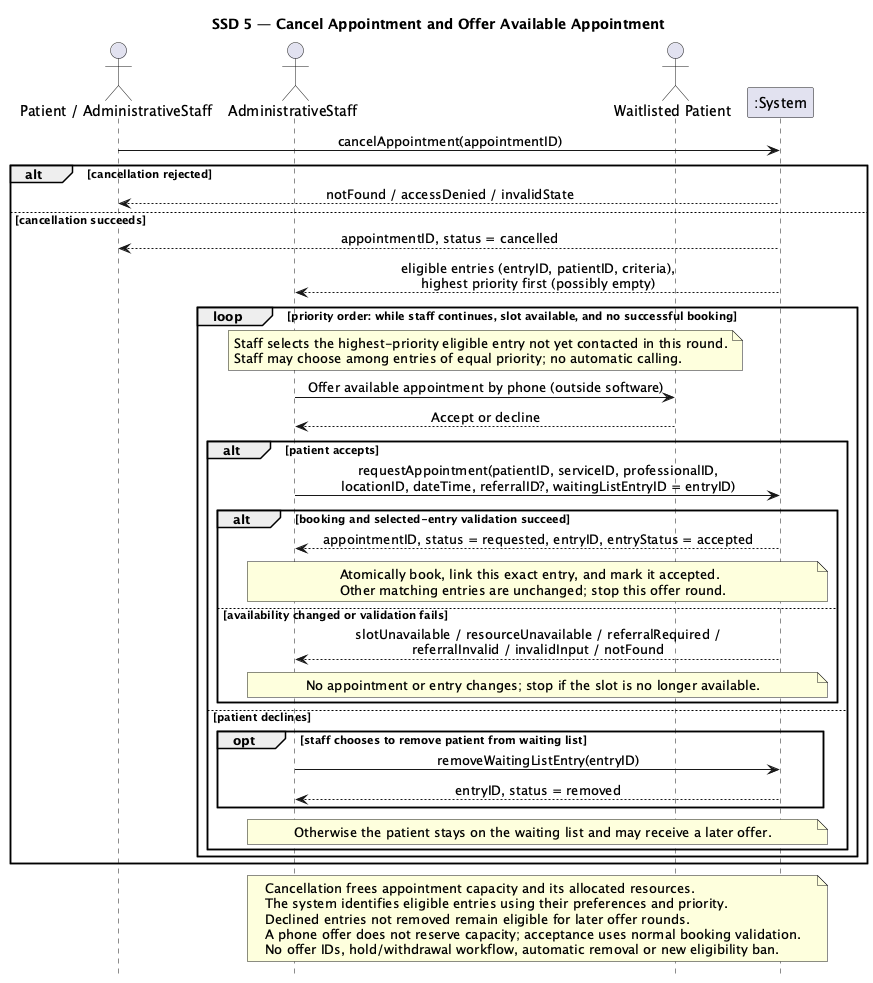 SSD 5 — Cancel Appointment and Offer Available Appointment
Patient / AdministrativeStaff
AdministrativeStaff
Waitlisted Patient
:System
cancelAppointment(appointmentID)
alt
[cancellation rejected]
notFound / accessDenied / invalidState
[cancellation succeeds]
appointmentID, status = cancelled
eligible entries (entryID, patientID, criteria),
highest priority first (possibly empty)
loop
[priority order: while staff continues, slot available, and no successful booking]
Staff selects the highest-priority eligible entry not yet contacted in this round.
Staff may choose among entries of equal priority; no automatic calling.
Offer available appointment by phone (outside software)
Accept or decline
alt
[patient accepts]
requestAppointment(patientID, serviceID, professionalID,
locationID, dateTime, referralID?, waitingListEntryID = entryID)
alt
[booking and selected-entry validation succeed]
appointmentID, status = requested, entryID, entryStatus = accepted
Atomically book, link this exact entry, and mark it accepted.
Other matching entries are unchanged; stop this offer round.
[availability changed or validation fails]
slotUnavailable / resourceUnavailable / referralRequired /
referralInvalid / invalidInput / notFound
No appointment or entry changes; stop if the slot is no longer available.
[patient declines]
opt
[staff chooses to remove patient from waiting list]
removeWaitingListEntry(entryID)
entryID, status = removed
Otherwise the patient stays on the waiting list and may receive a later offer.
Cancellation frees appointment capacity and its allocated resources.
The system identifies eligible entries using their preferences and priority.
Declined entries not removed remain eligible for later offer rounds.
A phone offer does not reserve capacity; acceptance uses normal booking validation.
No offer IDs, hold/withdrawal workflow, automatic removal or new eligibility ban.